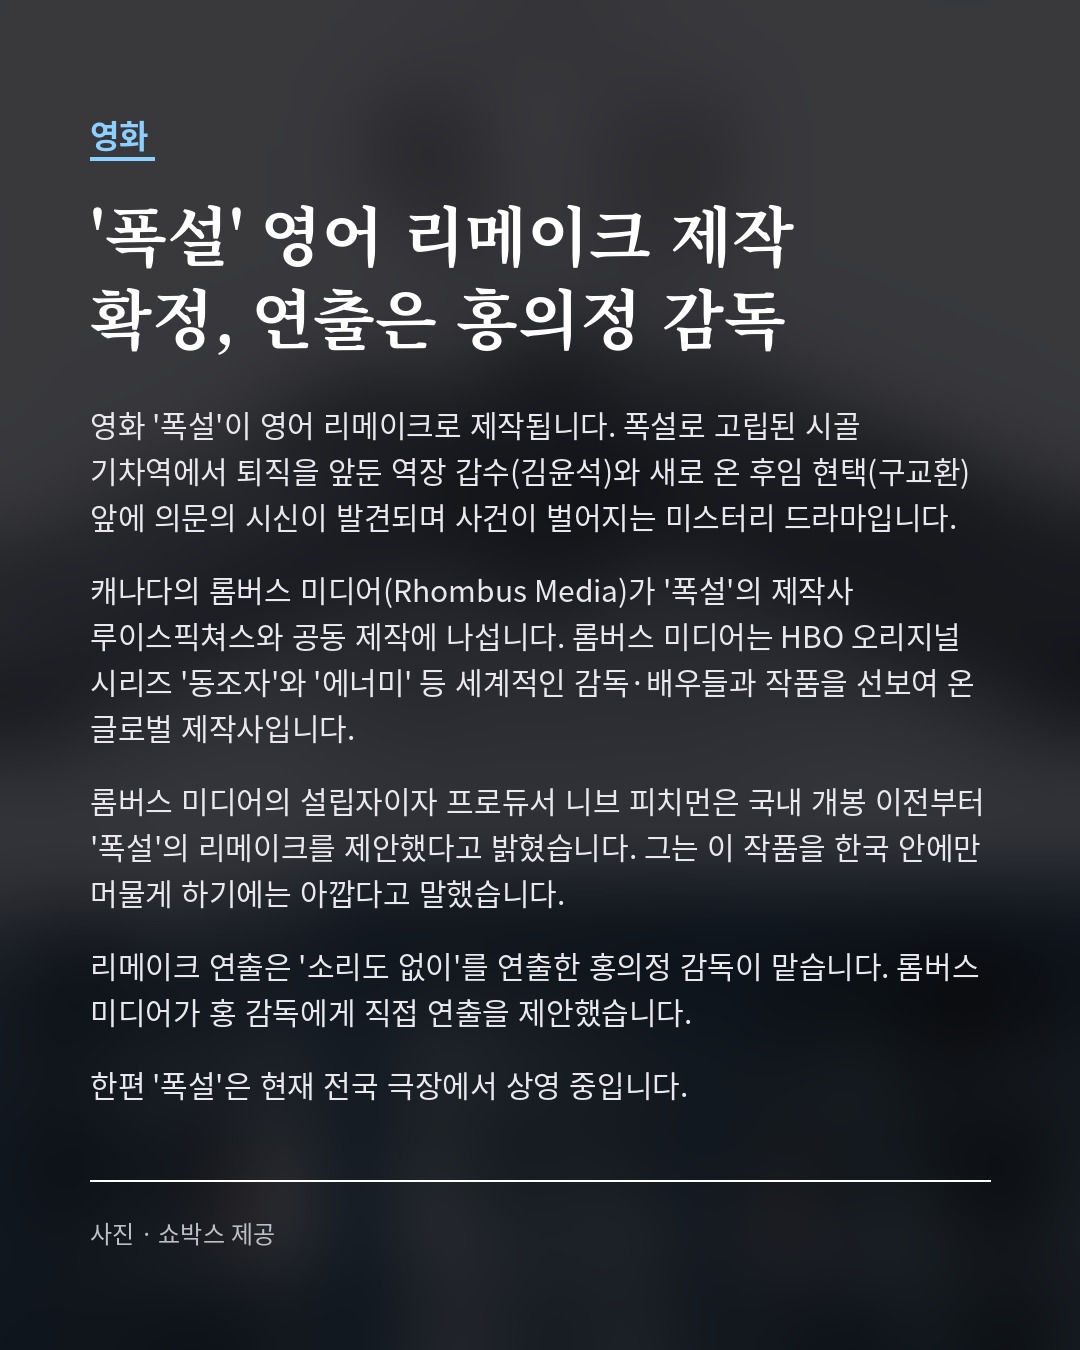 영화
'폭설' 영어 리메이크 제작
확정, 연출은 홍의정 감독
영화 '폭설'이 영어 리메이크로 제작됩니다. 폭설로 고립된 시골
기차역에서 퇴직을 앞둔 역장 갑수(김윤석)와 새로 온 후임 현택(구교환)
앞에 의문의 시신이 발견되며 사건이 벌어지는 미스터리 드라마입니다.
캐나다의 롬버스 미디어(Rhombus Media)가 '폭설'의 제작사
루이스픽쳐스와 공동 제작에 나섭니다. 롬버스 미디어는 HBO 오리지널
시리즈 '동조자'와 '에너미' 등 세계적인 감독·배우들과 작품을 선보여 온
글로벌 제작사입니다.
롬버스 미디어의 설립자이자 프로듀서 니브 피치먼은 국내 개봉 이전부터
'폭설'의 리메이크를 제안했다고 밝혔습니다. 그는 이 작품을 한국 안에만
머물게 하기에는 아깝다고 말했습니다.
리메이크 연출은 '소리도 없이'를 연출한 홍의정 감독이 맡습니다. 롬버스
미디어가 홍 감독에게 직접 연출을 제안했습니다.
한편 '폭설'은 현재 전국 극장에서 상영 중입니다.
사진 · 쇼박스 제공